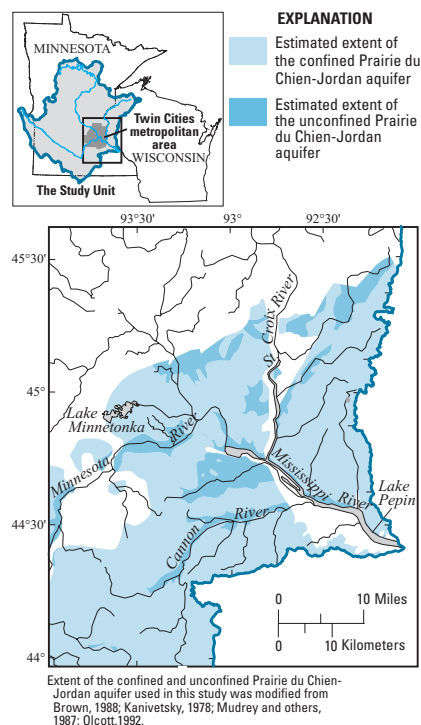 MINNESOTA
Twin Cities
metropolitan
area
WISCONSIN
The Study Unit
EXPLANATION
Estimated extent of
the confined Prairie du
Chien-Jordan aquifer
Estimated extent of
the unconfined Prairie
du Chien-Jordan
aquifer
93°30' 93° 92°30'
45°30'
45°
44°30'
44°
St. Croix River
Lake
Minnetonka
Minnesota River
Mississippi River
Lake
Pepin
Cannon River
0 10 Miles
0 10 Kilometers
Extent of the confined and unconfined Prairie du Chien-
Jordan aquifer used in this study was modified from
Brown, 1988; Kanivetsky, 1978; Mudrey and others,
1987; Olcott,1992.